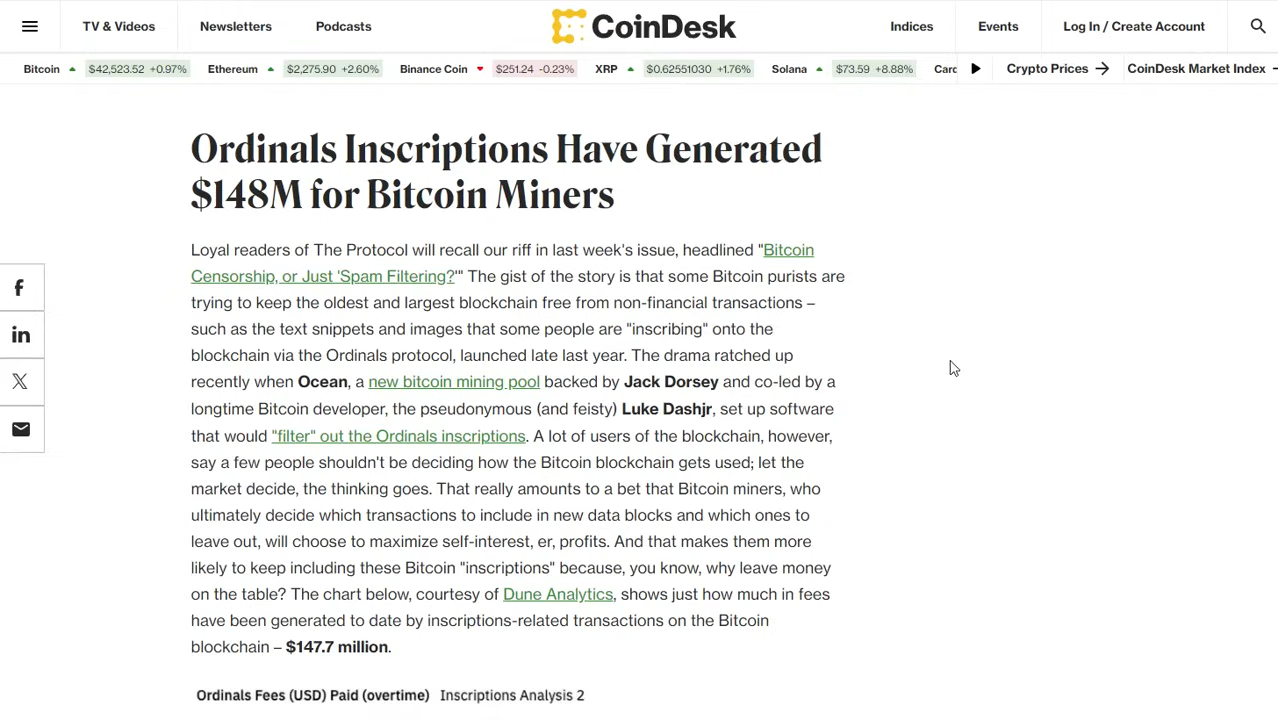 TV & Videos
Newsletters
Podcasts
CoinDesk
Indices
Events
Log In / Create Account
Bitcoin $42,523.52 +0.97% Ethereum $2,275.90 +2.60% Binance Coin $251.24 -0.23% XRP $0.62551030 +1.76% Solana $73.59 +8.88% Card
Crypto Prices → CoinDesk Market Index
Ordinals Inscriptions Have Generated
$148M for Bitcoin Miners
Loyal readers of The Protocol will recall our riff in last week's issue, headlined "Bitcoin
Censorship, or Just 'Spam Filtering?'" The gist of the story is that some Bitcoin purists are
trying to keep the oldest and largest blockchain free from non-financial transactions –
such as the text snippets and images that some people are "inscribing" onto the
blockchain via the Ordinals protocol, launched late last year. The drama ratched up
recently when Ocean, a new bitcoin mining pool backed by Jack Dorsey and co-led by a
longtime Bitcoin developer, the pseudonymous (and feisty) Luke Dashjr, set up software
that would "filter" out the Ordinals inscriptions. A lot of users of the blockchain, however,
say a few people shouldn't be deciding how the Bitcoin blockchain gets used; let the
market decide, the thinking goes. That really amounts to a bet that Bitcoin miners, who
ultimately decide which transactions to include in new data blocks and which ones to
leave out, will choose to maximize self-interest, er, profits. And that makes them more
likely to keep including these Bitcoin "inscriptions" because, you know, why leave money
on the table? The chart below, courtesy of Dune Analytics, shows just how much in fees
have been generated to date by inscriptions-related transactions on the Bitcoin
blockchain – $147.7 million.
Ordinals Fees (USD) Paid (overtime) Inscriptions Analysis 2